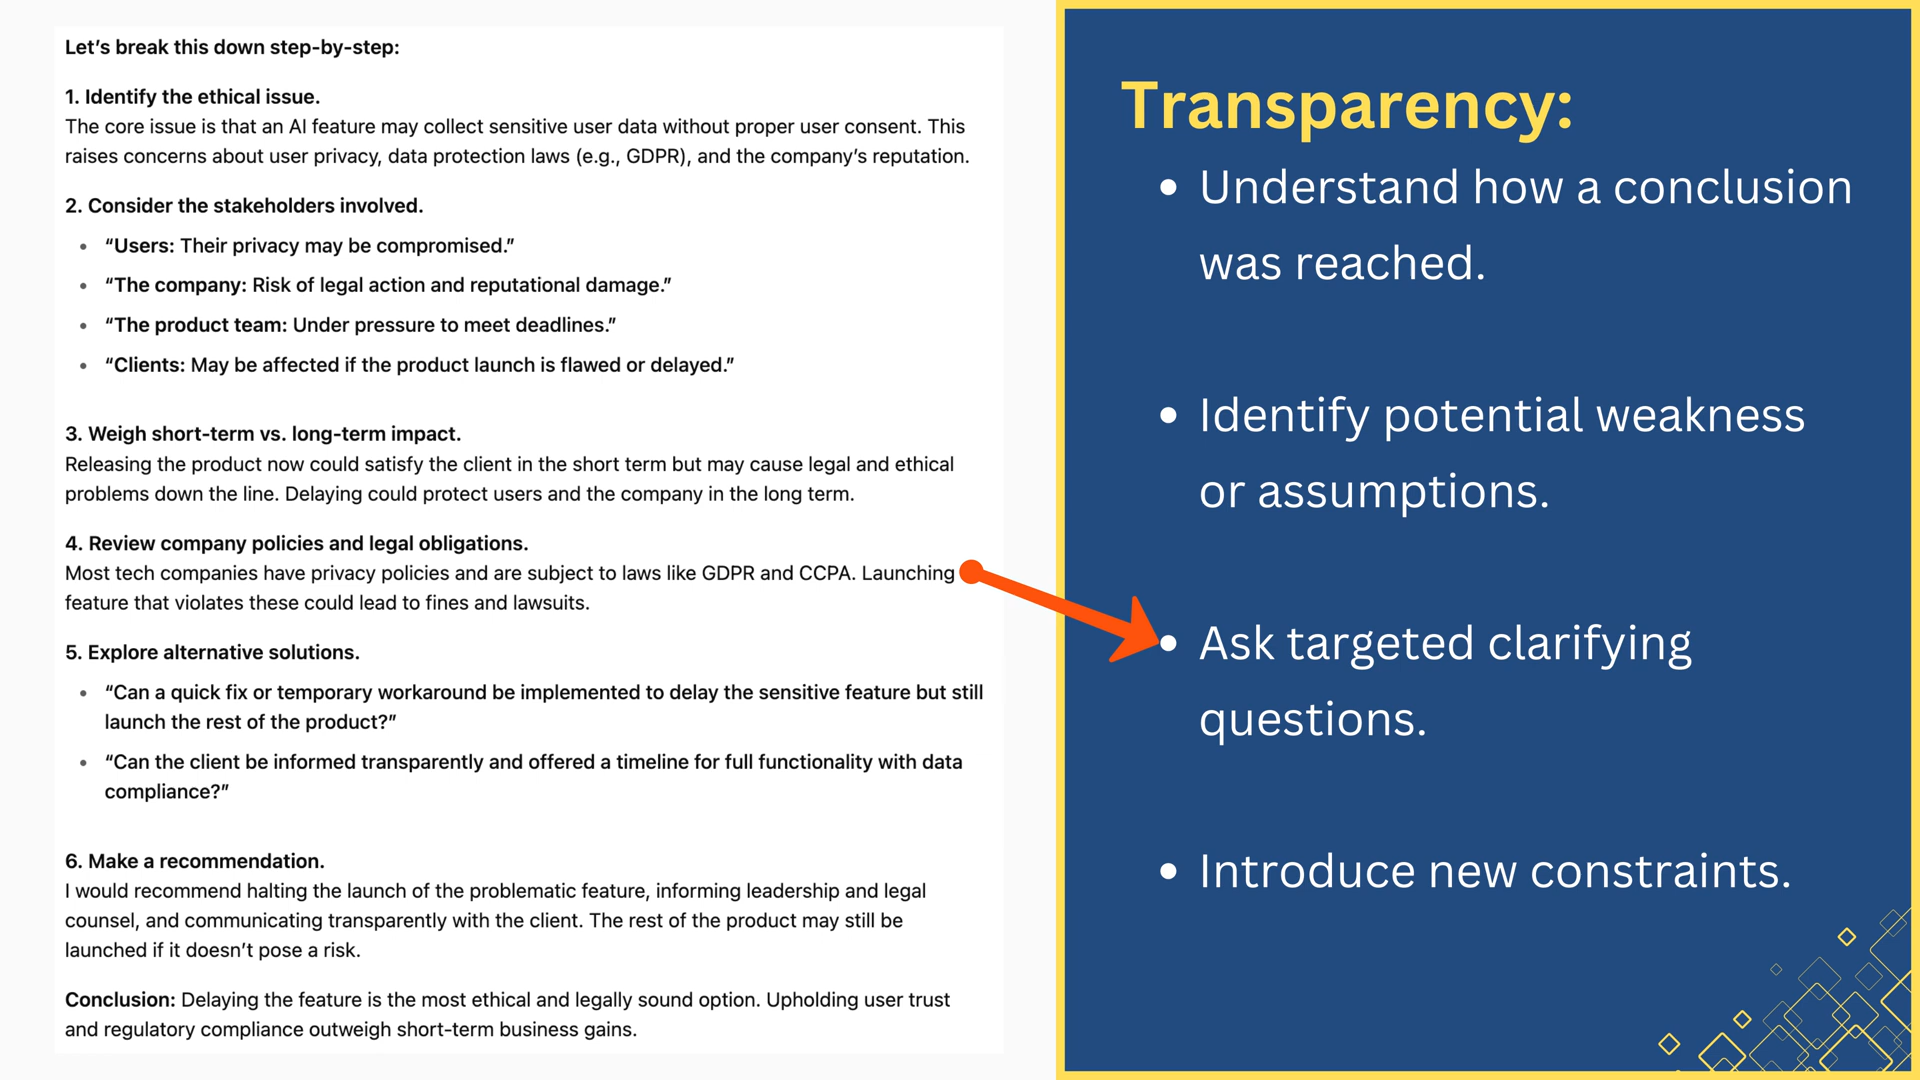 Let’s break this down step-by-step:
1. Identify the ethical issue.
The core issue is that an AI feature may collect sensitive user data without proper user consent. This
raises concerns about user privacy, data protection laws (e.g., GDPR), and the company’s reputation.
2. Consider the stakeholders involved.
• “Users: Their privacy may be compromised.”
• “The company: Risk of legal action and reputational damage.”
• “The product team: Under pressure to meet deadlines.”
• “Clients: May be affected if the product launch is flawed or delayed.”
3. Weigh short-term vs. long-term impact.
Releasing the product now could satisfy the client in the short term but may cause legal and ethical
problems down the line. Delaying could protect users and the company in the long term.
4. Review company policies and legal obligations.
Most tech companies have privacy policies and are subject to laws like GDPR and CCPA. Launching
feature that violates these could lead to fines and lawsuits.
5. Explore alternative solutions.
• “Can a quick fix or temporary workaround be implemented to delay the sensitive feature but still
launch the rest of the product?”
• “Can the client be informed transparently and offered a timeline for full functionality with data
compliance?”
6. Make a recommendation.
I would recommend halting the launch of the problematic feature, informing leadership and legal
counsel, and communicating transparently with the client. The rest of the product may still be
launched if it doesn’t pose a risk.
Conclusion: Delaying the feature is the most ethical and legally sound option. Upholding user trust
and regulatory compliance outweigh short-term business gains.
Transparency:
• Understand how a conclusion
was reached.
• Identify potential weakness
or assumptions.
• Ask targeted clarifying
questions.
• Introduce new constraints.